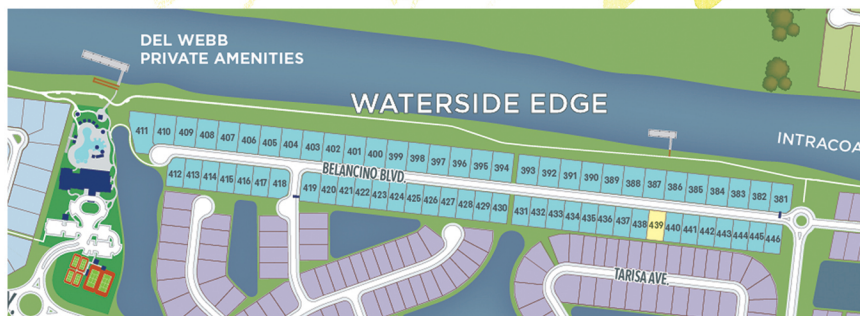 DEL WEBB
PRIVATE AMENITIES
WATERSIDE EDGE
INTRACOA
411 410 409 408 407 406 405 404 403 402 401 400 399 398 397 396 395 394 393 392 391 390 389 388 387 386 385 384 383 382 381
BELANCINO BLVD.
412 413 414 415 416 417 418 419 420 421 422 423 424 425 426 427 428 429 430 431 432 433 434 435 436 437 438 439 440 441 442 443 444 445 446
TARISA AVE.